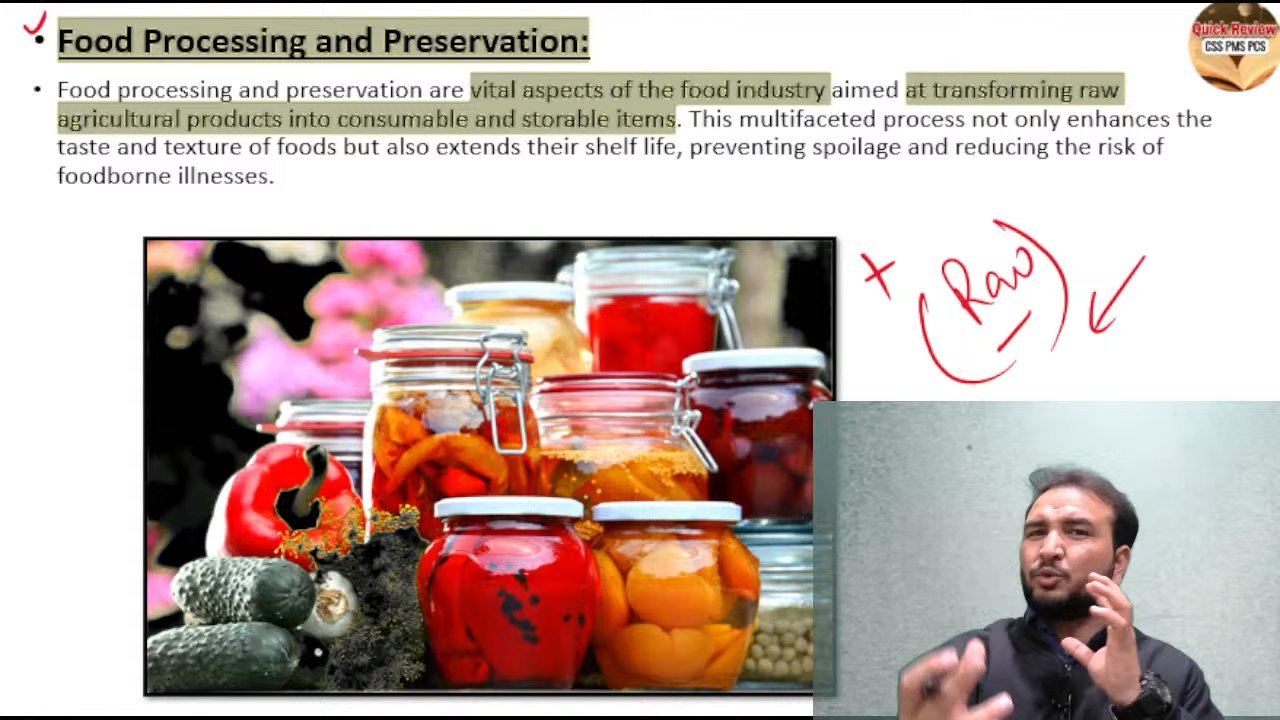 • Food Processing and Preservation:
• Food processing and preservation are vital aspects of the food industry aimed at transforming raw
agricultural products into consumable and storable items. This multifaceted process not only enhances the
taste and texture of foods but also extends their shelf life, preventing spoilage and reducing the risk of
foodborne illnesses.
Quick Review
CSS PMS PCS
Raw